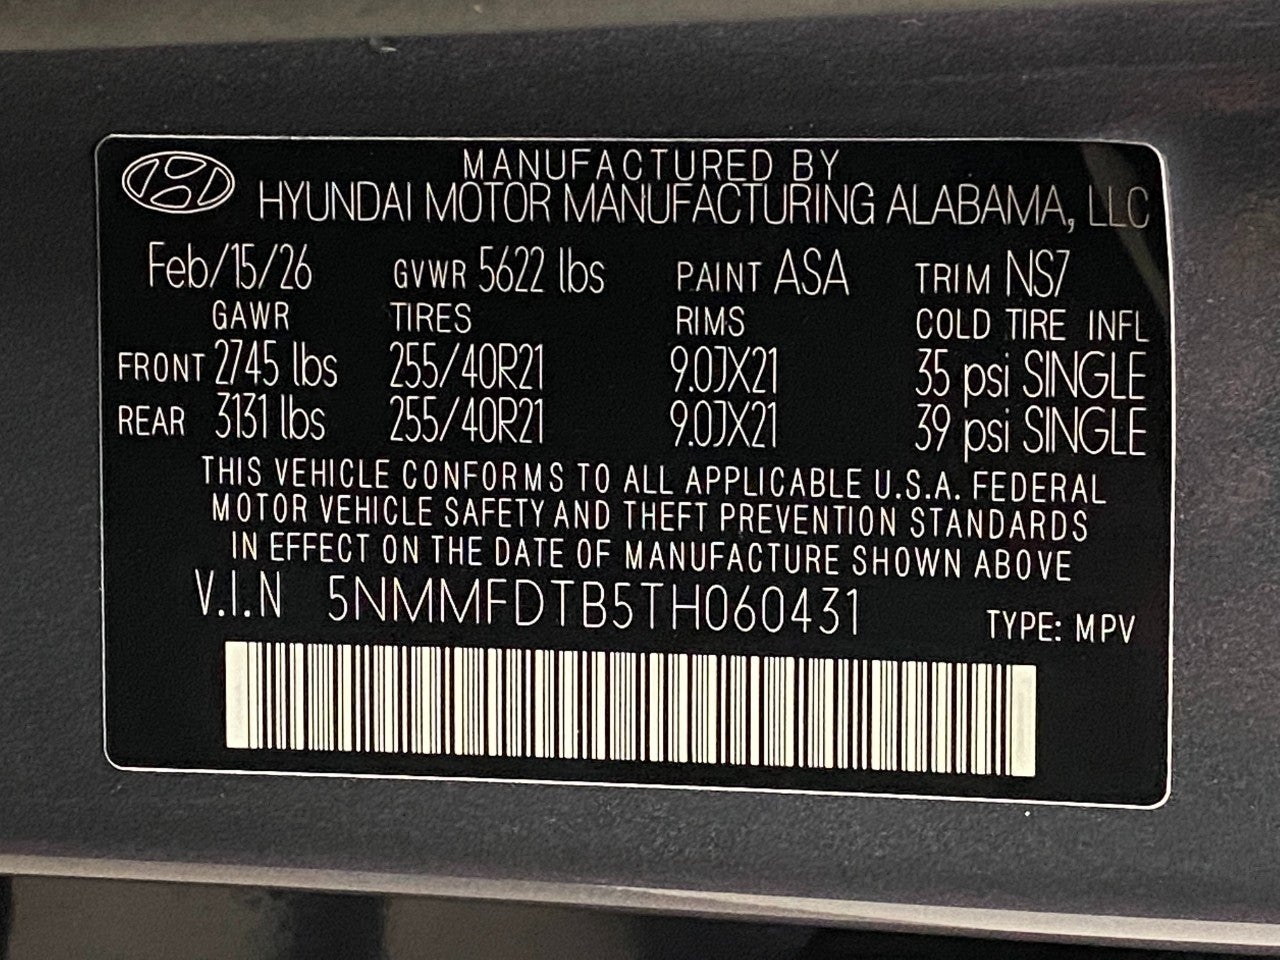 MANUFACTURED BY
HYUNDAI MOTOR MANUFACTURING ALABAMA, LLC
Feb/15/26 GVWR 5622 lbs PAINT ASA TRIM NS7
GAWR TIRES RIMS COLD TIRE INFL
FRONT 2745 lbs 255/40R21 9.0JX21 35 psi SINGLE
REAR 3131 lbs 255/40R21 9.0JX21 39 psi SINGLE
THIS VEHICLE CONFORMS TO ALL APPLICABLE U.S.A. FEDERAL
MOTOR VEHICLE SAFETY AND THEFT PREVENTION STANDARDS
IN EFFECT ON THE DATE OF MANUFACTURE SHOWN ABOVE
V.I.N 5NMMFDTB5TH060431 TYPE: MPV